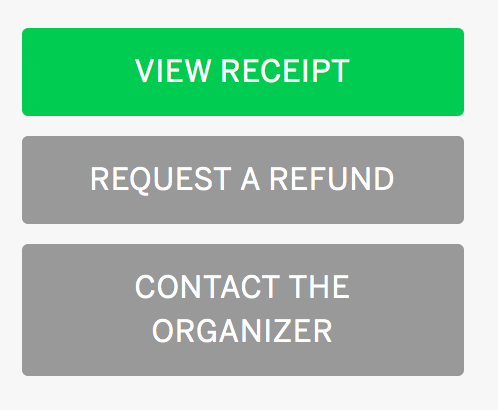 VIEW RECEIPT
REQUEST A REFUND
CONTACT THE
ORGANIZER